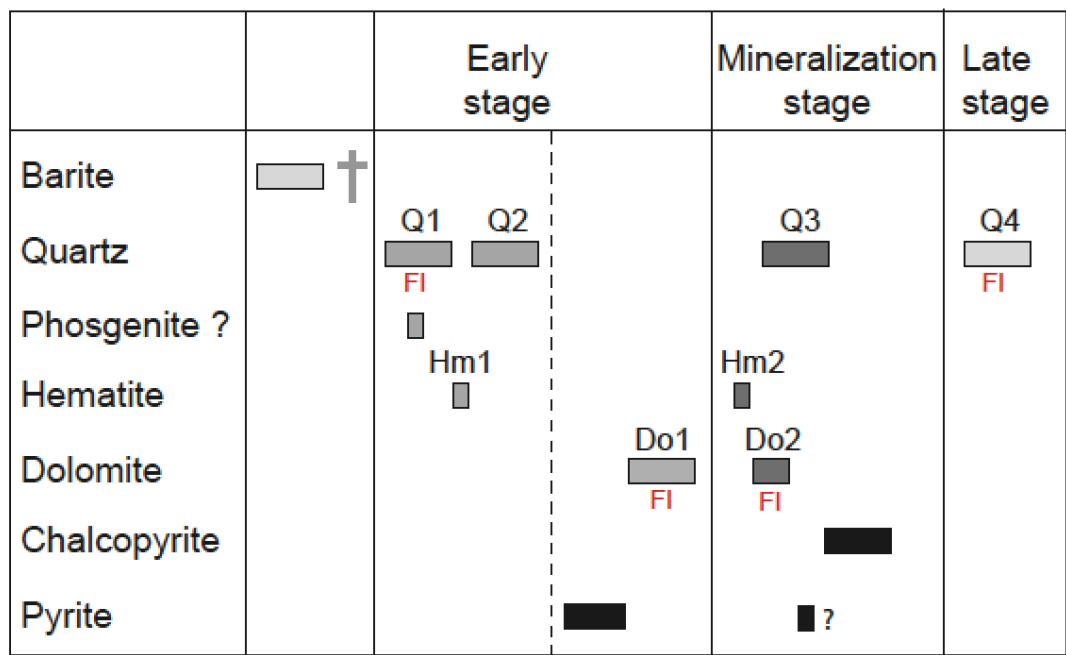 Early
stage
Mineralization
stage
Late
stage
Barite
Q1 Q2 Q3 Q4
Quartz
FI FI
Phosgenite ?
Hm1 Hm2
Hematite
Do1 Do2
Dolomite
FI FI
Chalcopyrite
Pyrite ?